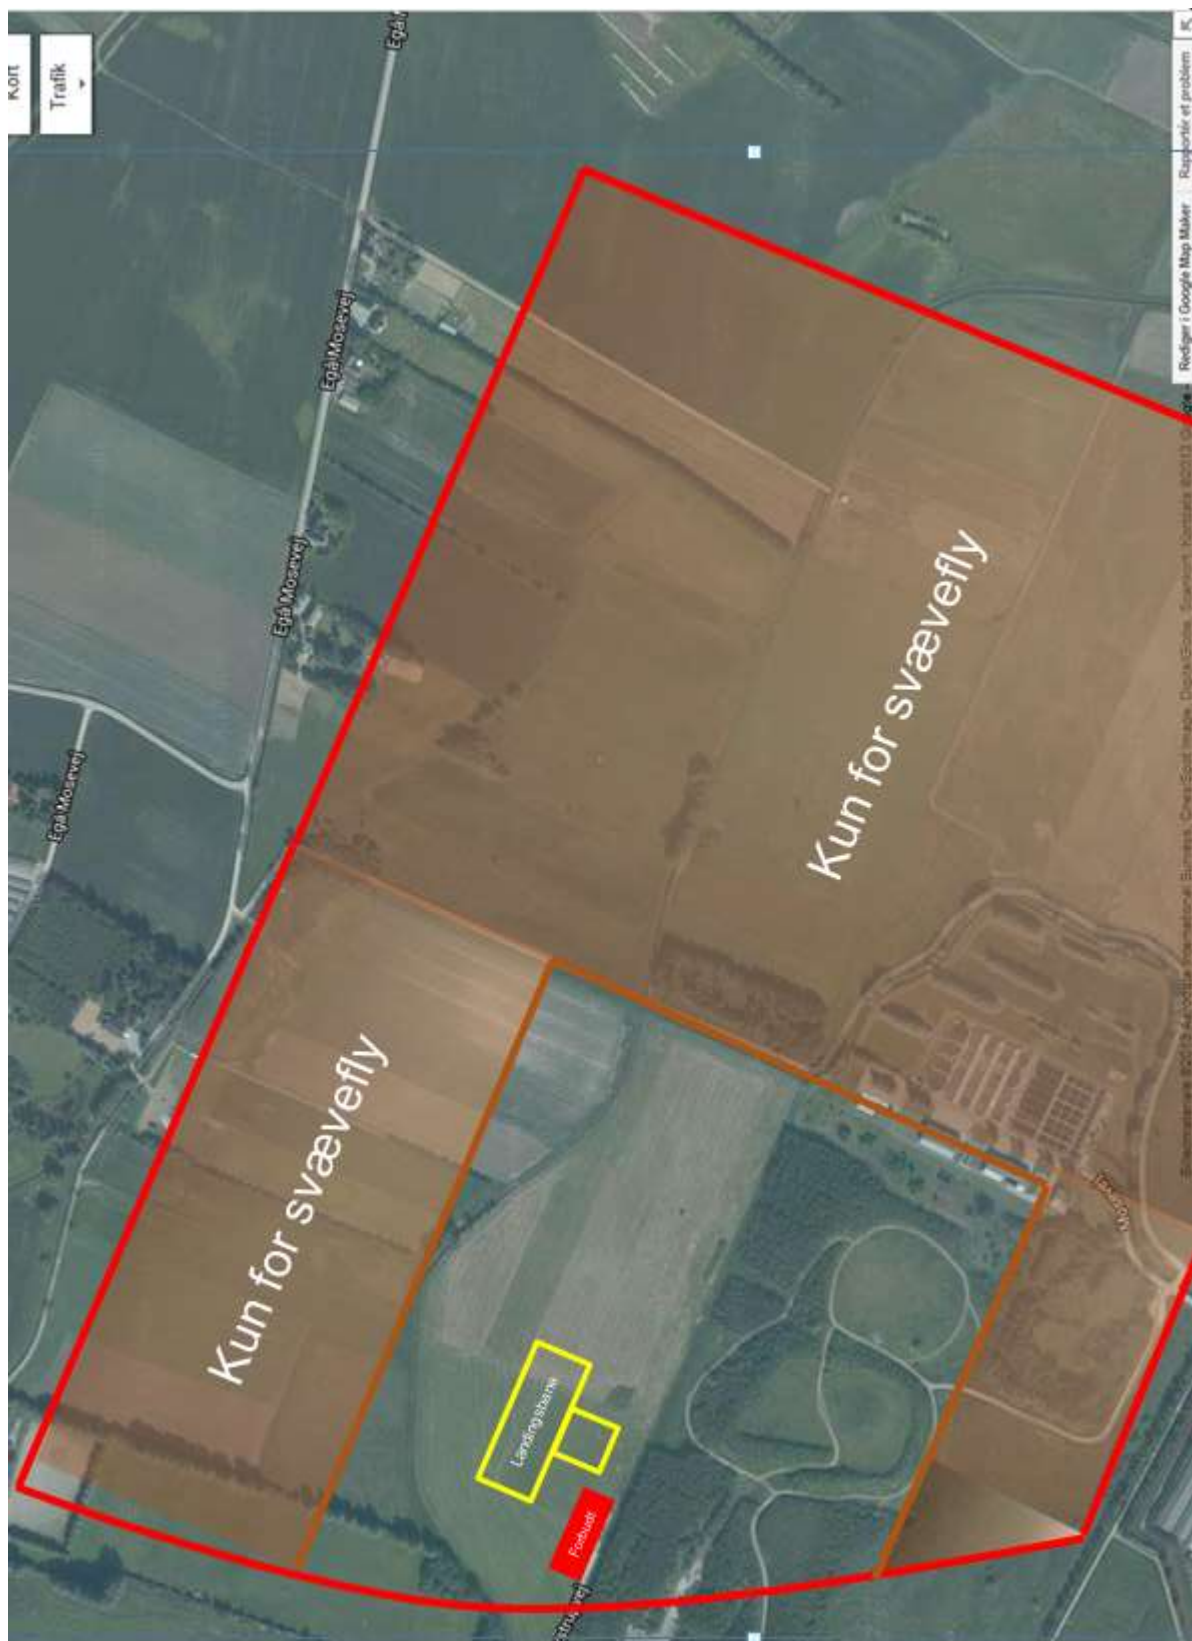 Kort
Trafik
Egå Mosevej
Egå Mosevej
Egå Mosevej
Kun for svævefly
Kun for svævefly
Landingsbane
Forbudt
Rediger i Google Map Maker
Rapportér et problem